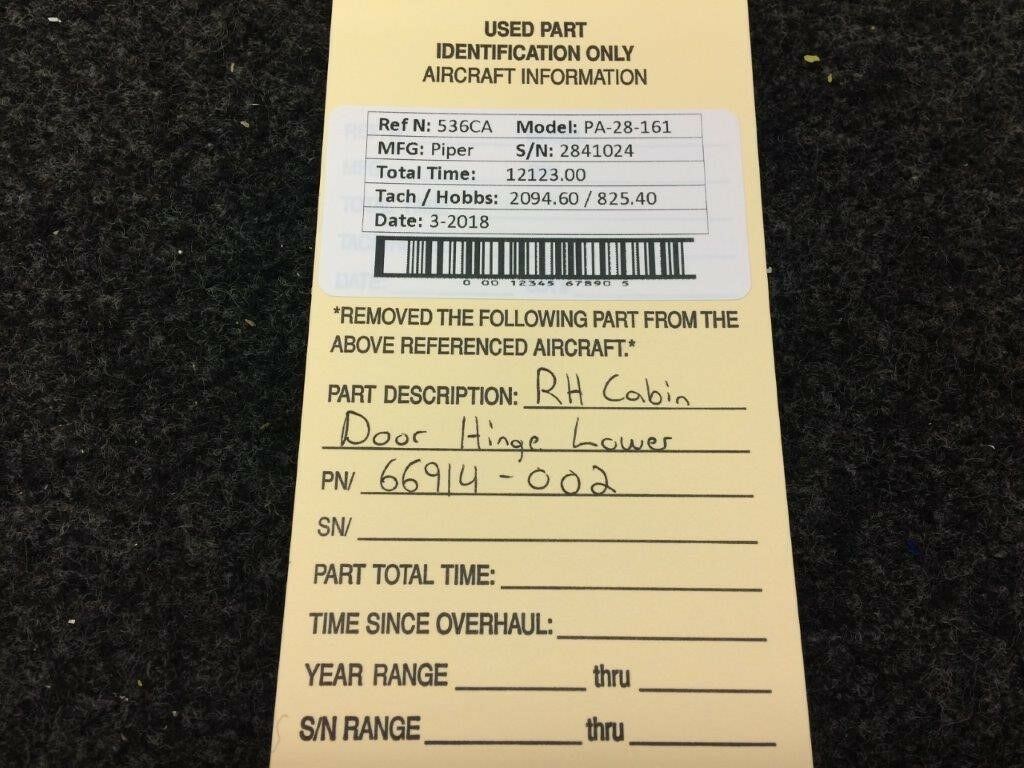 USED PART
IDENTIFICATION ONLY
AIRCRAFT INFORMATION
Ref N: 536CA Model: PA-28-161
MFG: Piper S/N: 2841024
Total Time: 12123.00
Tach / Hobbs: 2094.60 / 825.40
Date: 3-2018
0 00 12345 67890 5
*REMOVED THE FOLLOWING PART FROM THE
ABOVE REFERENCED AIRCRAFT.*
PART DESCRIPTION: RH Cabin
Door Hinge Lower
PN/ 66914-002
SN/
PART TOTAL TIME:
TIME SINCE OVERHAUL:
YEAR RANGE thru
S/N RANGE thru